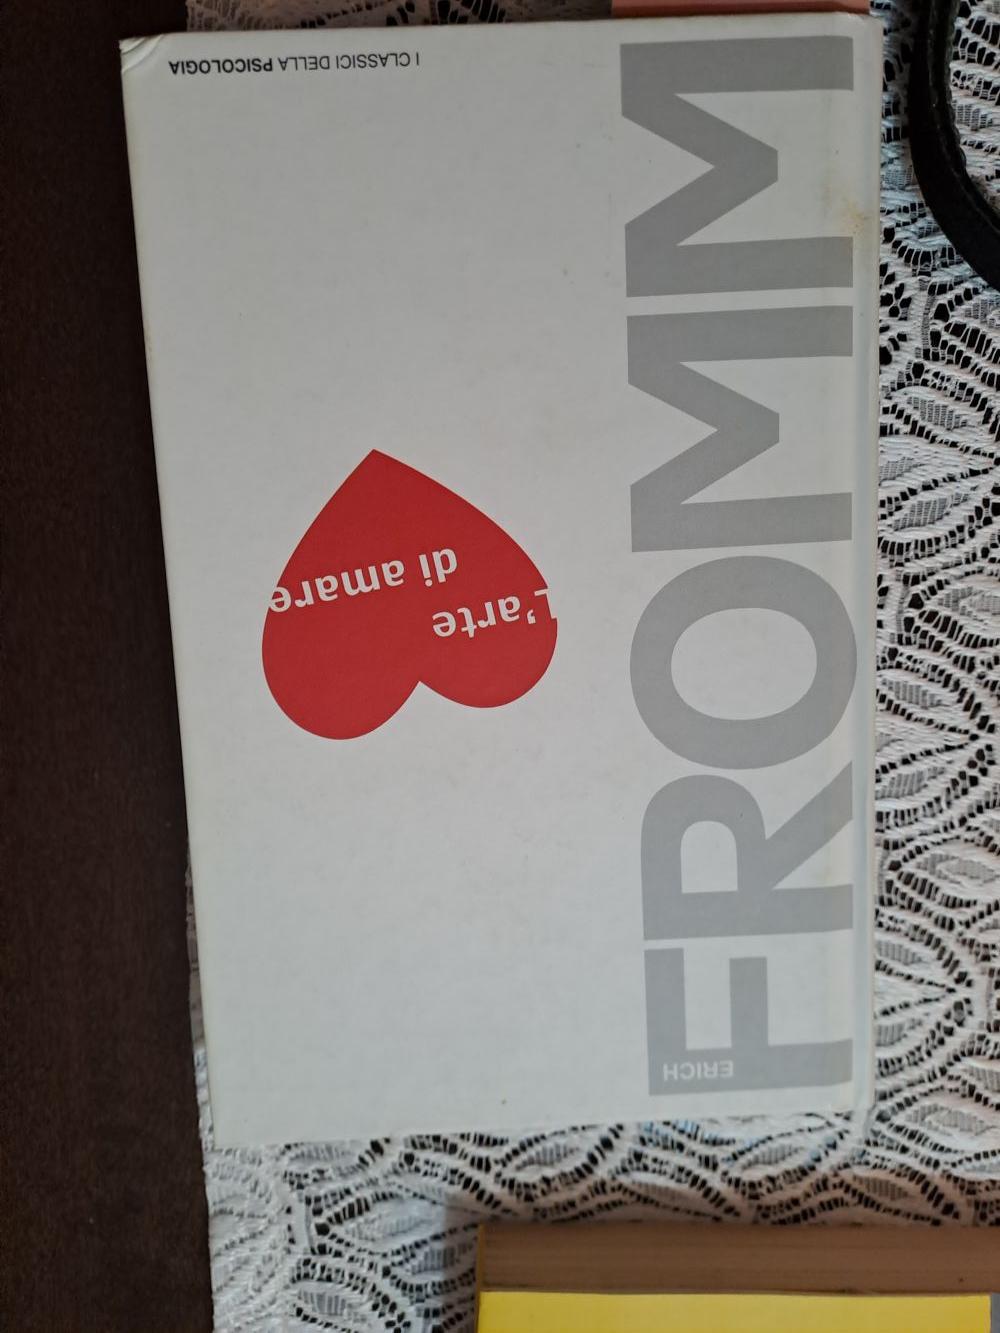 ERICH
FROMM
L'arte
di amare
I CLASSICI DELLA PSICOLOGIA